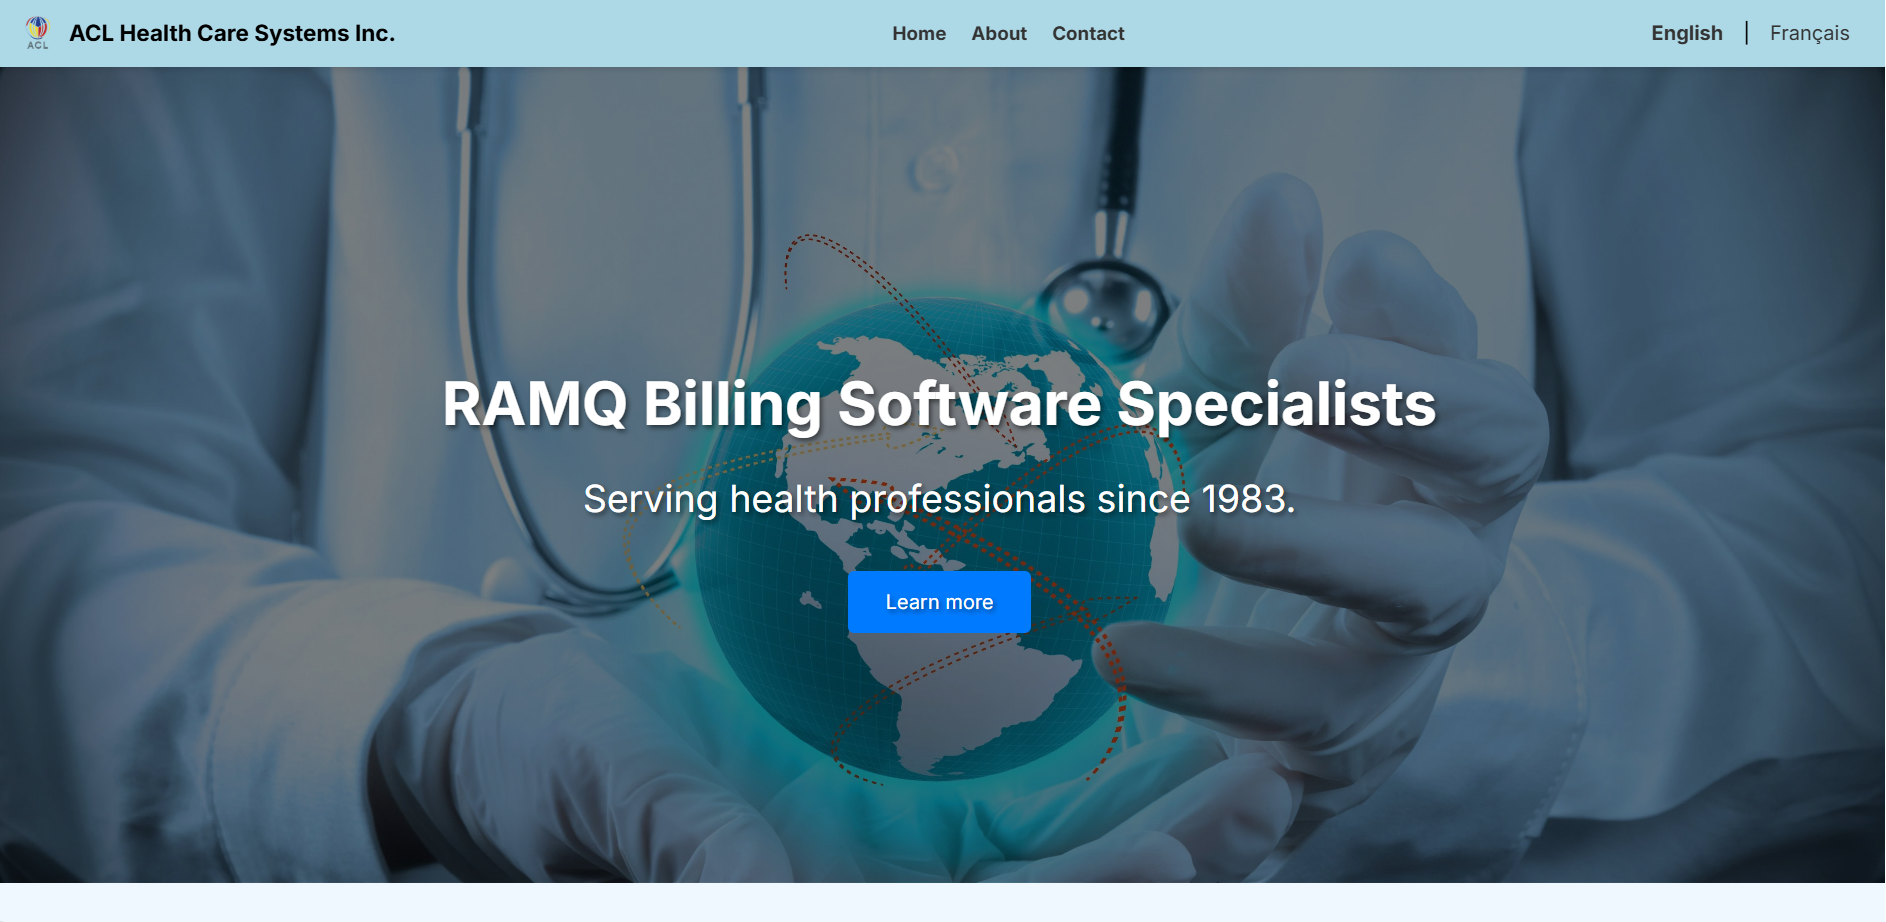 ACL
ACL Health Care Systems Inc.
Home About Contact
English | Français
RAMQ Billing Software Specialists
Serving health professionals since 1983.
Learn more